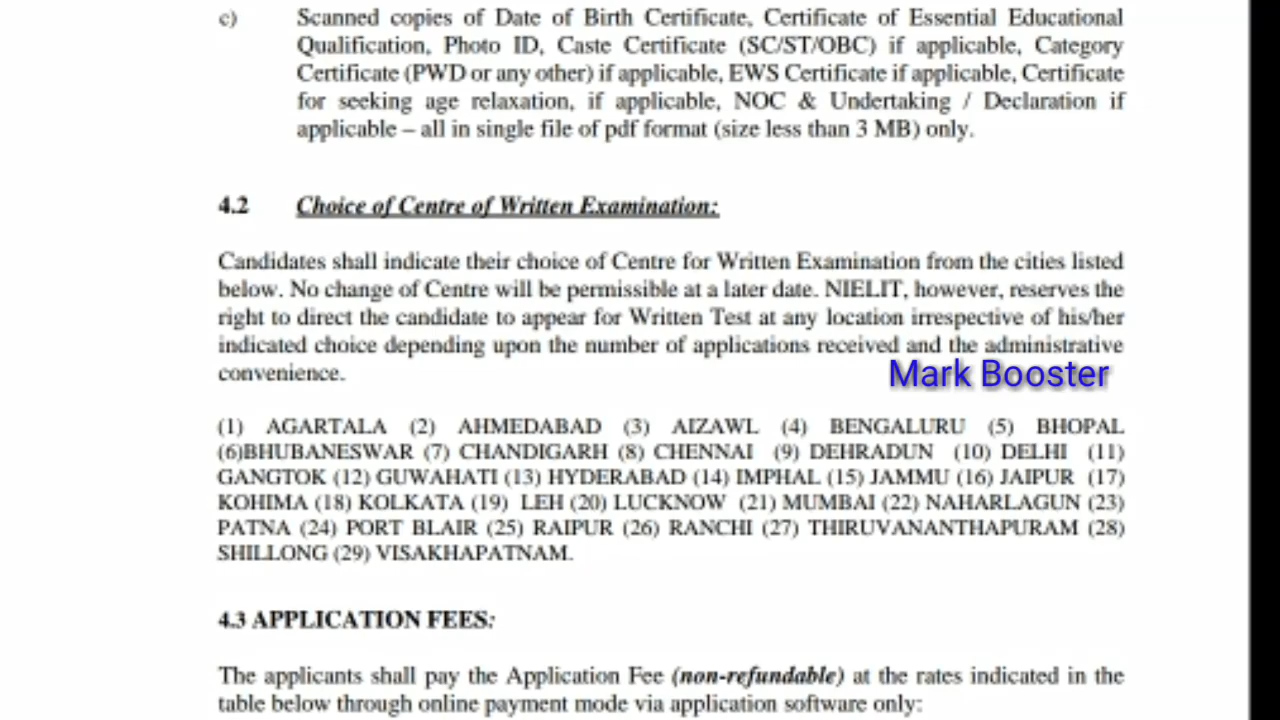 c) Scanned copies of Date of Birth Certificate, Certificate of Essential Educational
Qualification, Photo ID, Caste Certificate (SC/ST/OBC) if applicable, Category
Certificate (PWD or any other) if applicable, EWS Certificate if applicable, Certificate
for seeking age relaxation, if applicable, NOC & Undertaking / Declaration if
applicable – all in single file of pdf format (size less than 3 MB) only.
4.2 Choice of Centre of Written Examination:
Candidates shall indicate their choice of Centre for Written Examination from the cities listed
below. No change of Centre will be permissible at a later date. NIELIT, however, reserves the
right to direct the candidate to appear for Written Test at any location irrespective of his/her
indicated choice depending upon the number of applications received and the administrative
convenience.
Mark Booster
(1) AGARTALA (2) AHMEDABAD (3) AIZAWL (4) BENGALURU (5) BHOPAL
(6)BHUBANESWAR (7) CHANDIGARH (8) CHENNAI (9) DEHRADUN (10) DELHI (11)
GANGTOK (12) GUWAHATI (13) HYDERABAD (14) IMPHAL (15) JAMMU (16) JAIPUR (17)
KOHIMA (18) KOLKATA (19) LEH (20) LUCKNOW (21) MUMBAI (22) NAHARLAGUN (23)
PATNA (24) PORT BLAIR (25) RAIPUR (26) RANCHI (27) THIRUVANANTHAPURAM (28)
SHILLONG (29) VISAKHAPATNAM.
4.3 APPLICATION FEES:
The applicants shall pay the Application Fee (non-refundable) at the rates indicated in the
table below through online payment mode via application software only: